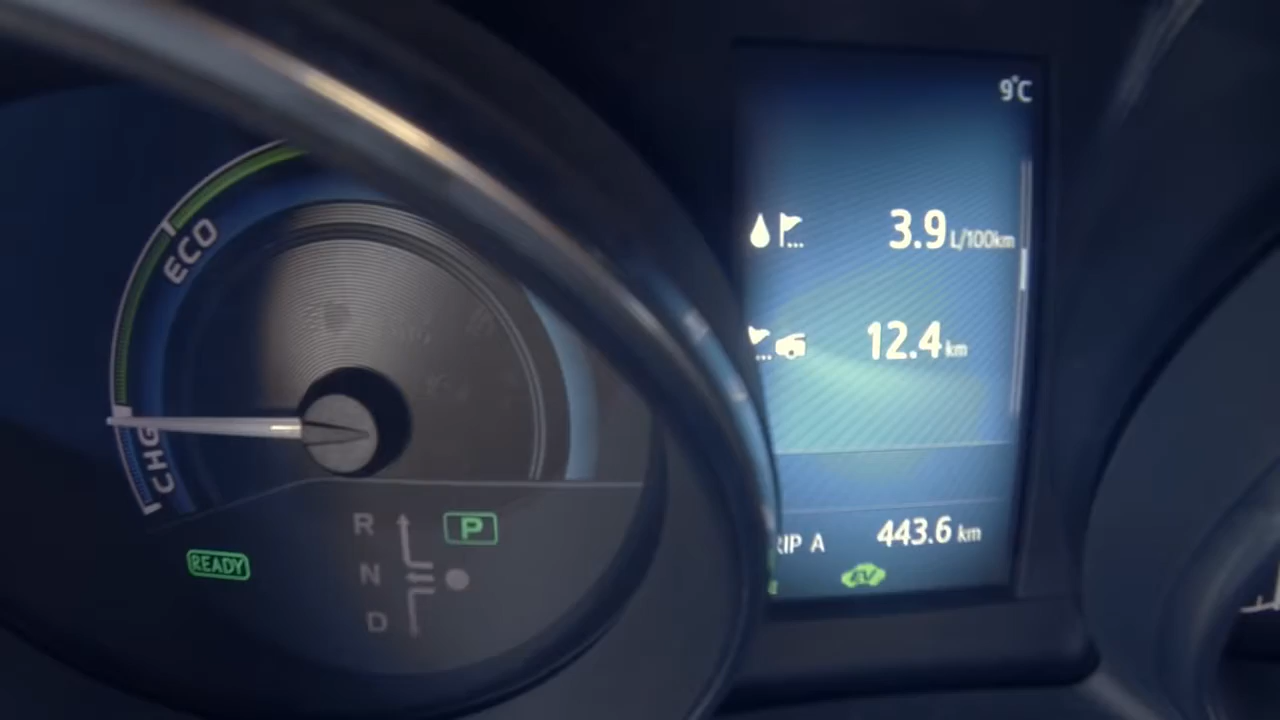 9°C
ECO
3.9 L/100km
12.4 km
CHG
R
P
READY
N
D
RIP A 443.6 km
EV